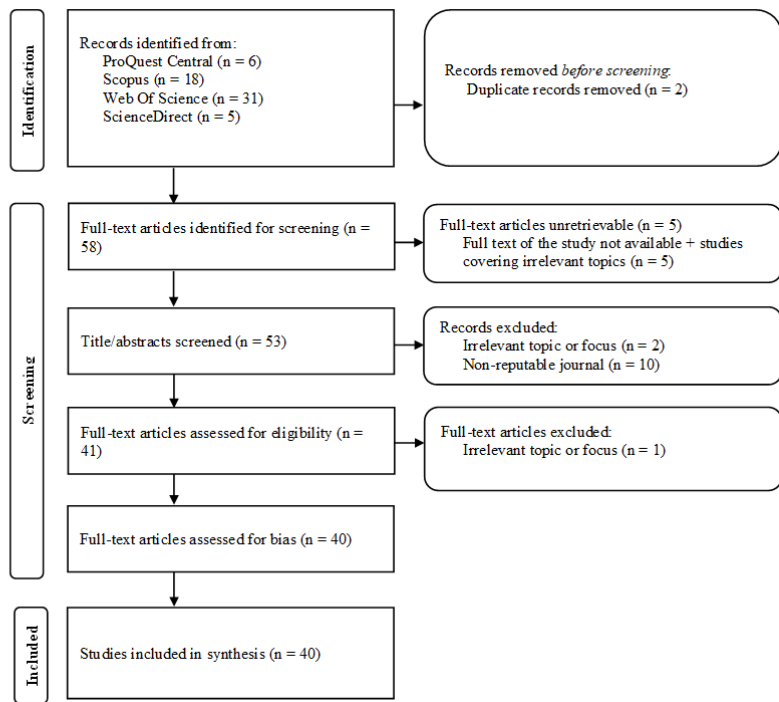 Identification
Records identified from:
ProQuest Central (n = 6)
Scopus (n = 18)
Web Of Science (n = 31)
ScienceDirect (n = 5)
Records removed before screening:
Duplicate records removed (n = 2)
Screening
Full-text articles identified for screening (n =
58)
Full-text articles unretrievable (n = 5)
Full text of the study not available + studies
covering irrelevant topics (n = 5)
Title/abstracts screened (n = 53)
Records excluded:
Irrelevant topic or focus (n = 2)
Non-reputable journal (n = 10)
Full-text articles assessed for eligibility (n =
41)
Full-text articles excluded:
Irrelevant topic or focus (n = 1)
Full-text articles assessed for bias (n = 40)
Included
Studies included in synthesis (n = 40)